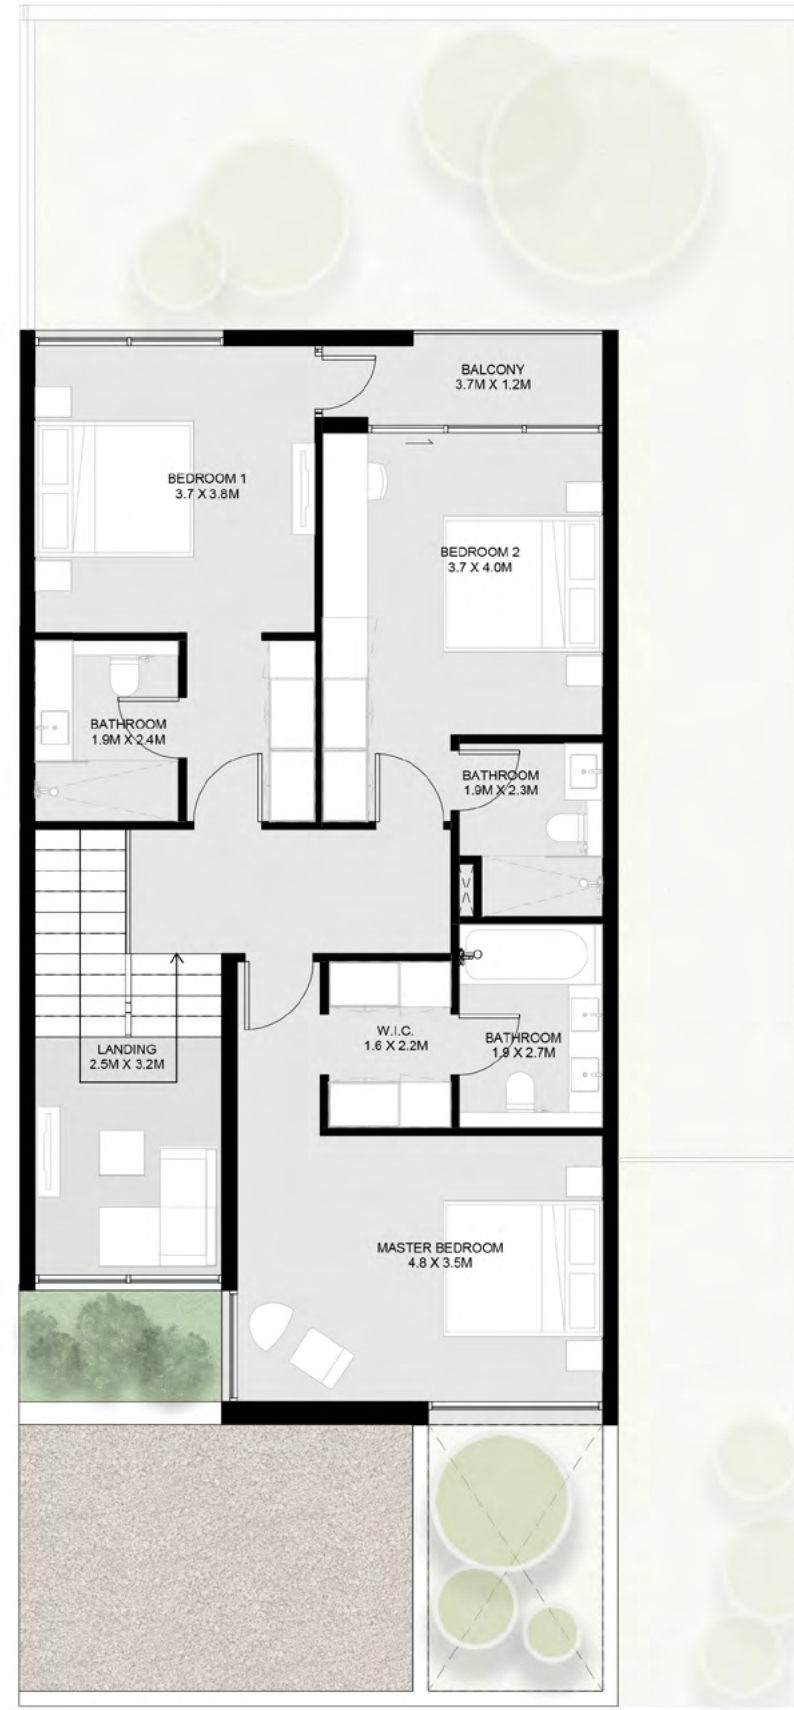 BALCONY
3.7M X 1.2M
BEDROOM 1
3.7 X 3.8M
BEDROOM 2
3.7 X 4.0M
BATHROOM
1.9M X 2.4M
BATHROOM
1.9M X 2.3M
W.I.C.
1.6 X 2.2M
BATHROOM
1.9 X 2.7M
LANDING
2.5M X 3.2M
MASTER BEDROOM
4.8 X 3.5M